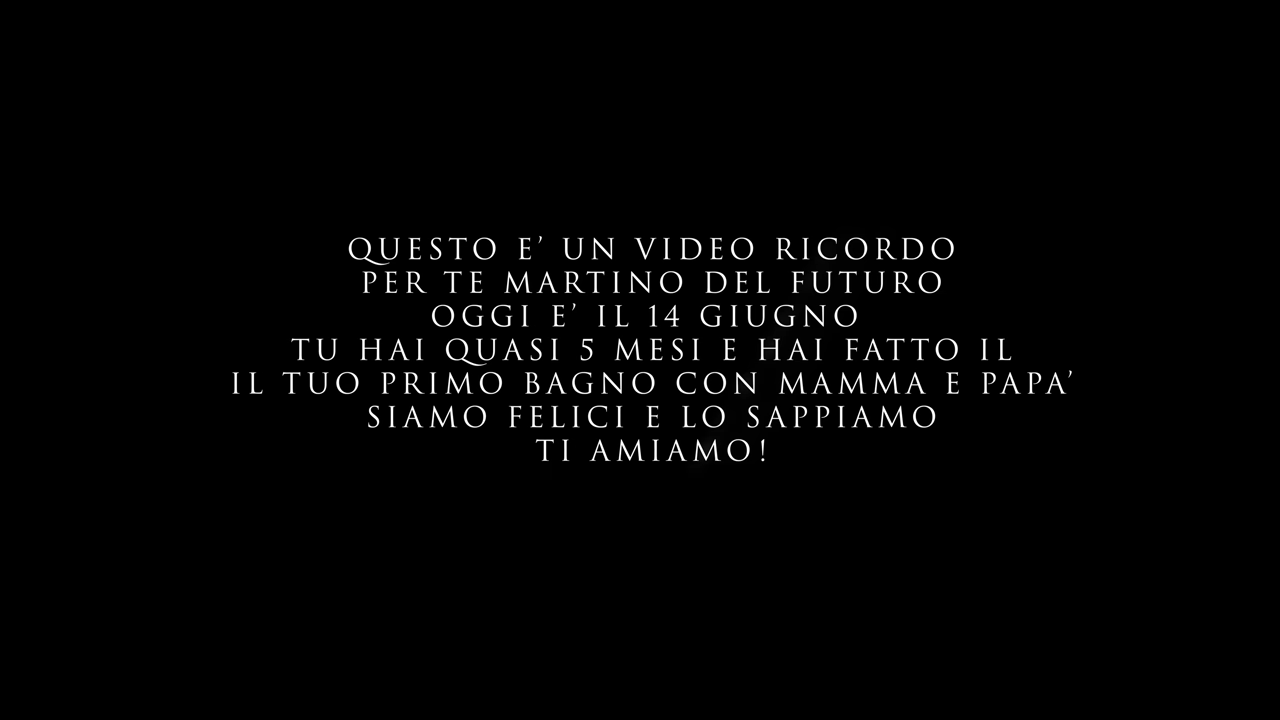 QUESTO E’ UN VIDEO RICORDO
PER TE MARTINO DEL FUTURO
OGGI E’ IL 14 GIUGNO
TU HAI QUASI 5 MESI E HAI FATTO IL
IL TUO PRIMO BAGNO CON MAMMA E PAPA’
SIAMO FELICI E LO SAPPIAMO
TI AMIAMO!